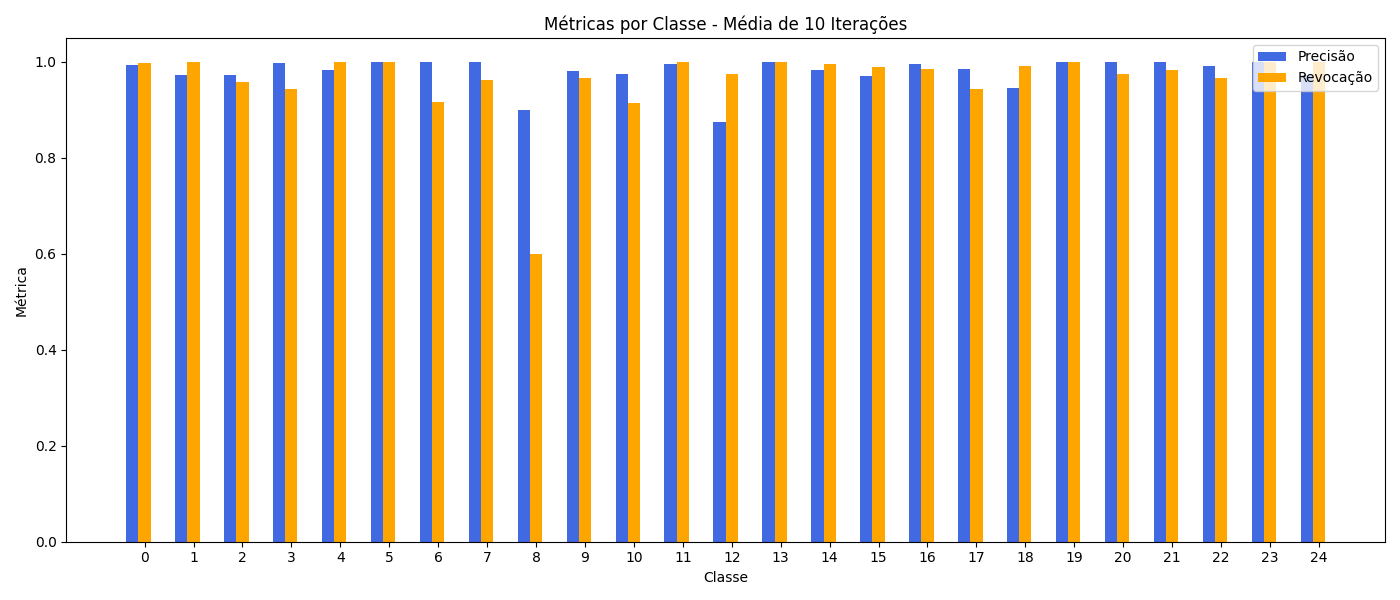 Métricas por Classe - Média de 10 Iterações
Precisão
Revocação
1.0
0.8
0.6
0.4
0.2
0.0
Métrica
0 1 2 3 4 5 6 7 8 9 10 11 12 13 14 15 16 17 18 19 20 21 22 23 24
Classe